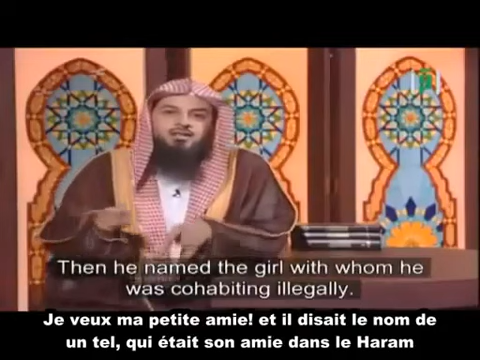 Then he named the girl with whom he
was cohabiting illegally.
Je veux ma petite amie! et il disait le nom de
un tel, qui était son amie dans le Haram